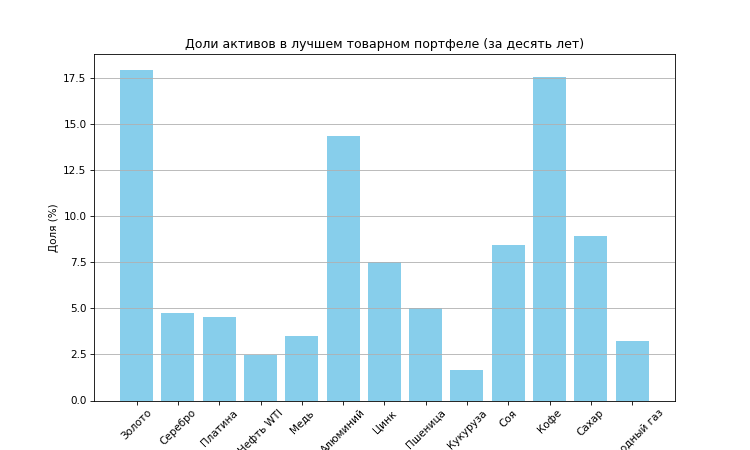 Доли активов в лучшем товарном портфеле (за десять лет)
Доля (%)
17.5
15.0
12.5
10.0
7.5
5.0
2.5
0.0
Золото
Серебро
Платина
Нефть WTI
Медь
Алюминий
Цинк
Пшеница
Кукуруза
Соя
Кофе
Сахар
одный газ